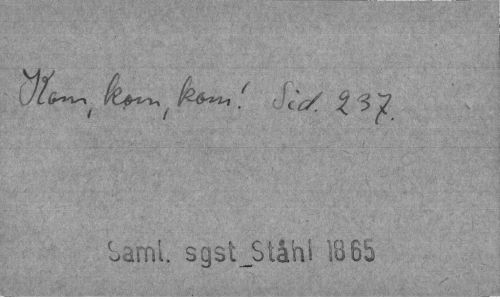 Kom, kom, kom! Sid. 237.
Saml. sgst_Ståhl 1865